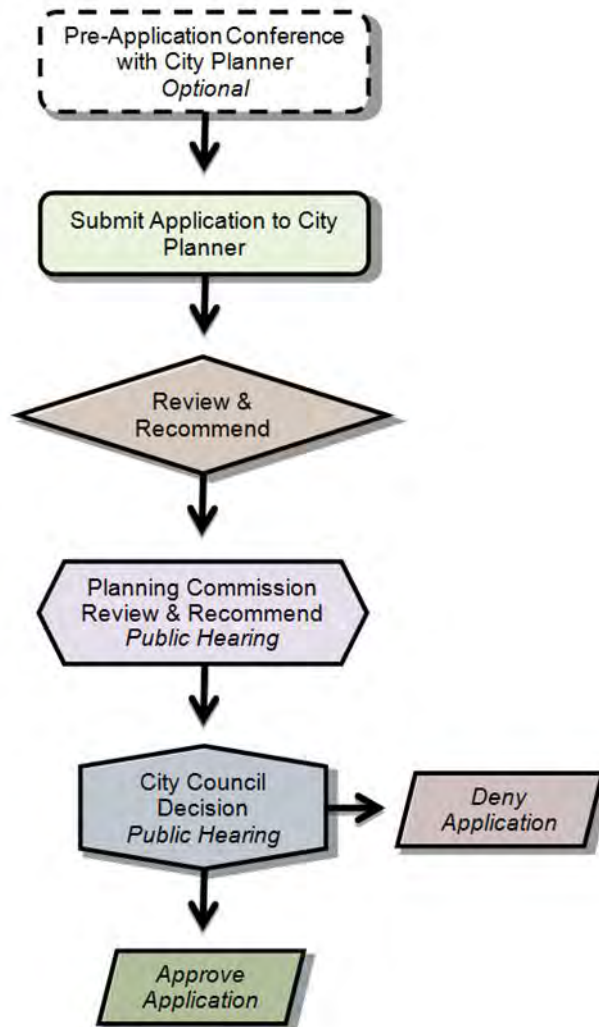 Pre-Application Conference
with City Planner
Optional
Submit Application to City
Planner
Review &
Recommend
Planning Commission
Review & Recommend
Public Hearing
City Council
Decision
Public Hearing
Deny
Application
Approve
Application